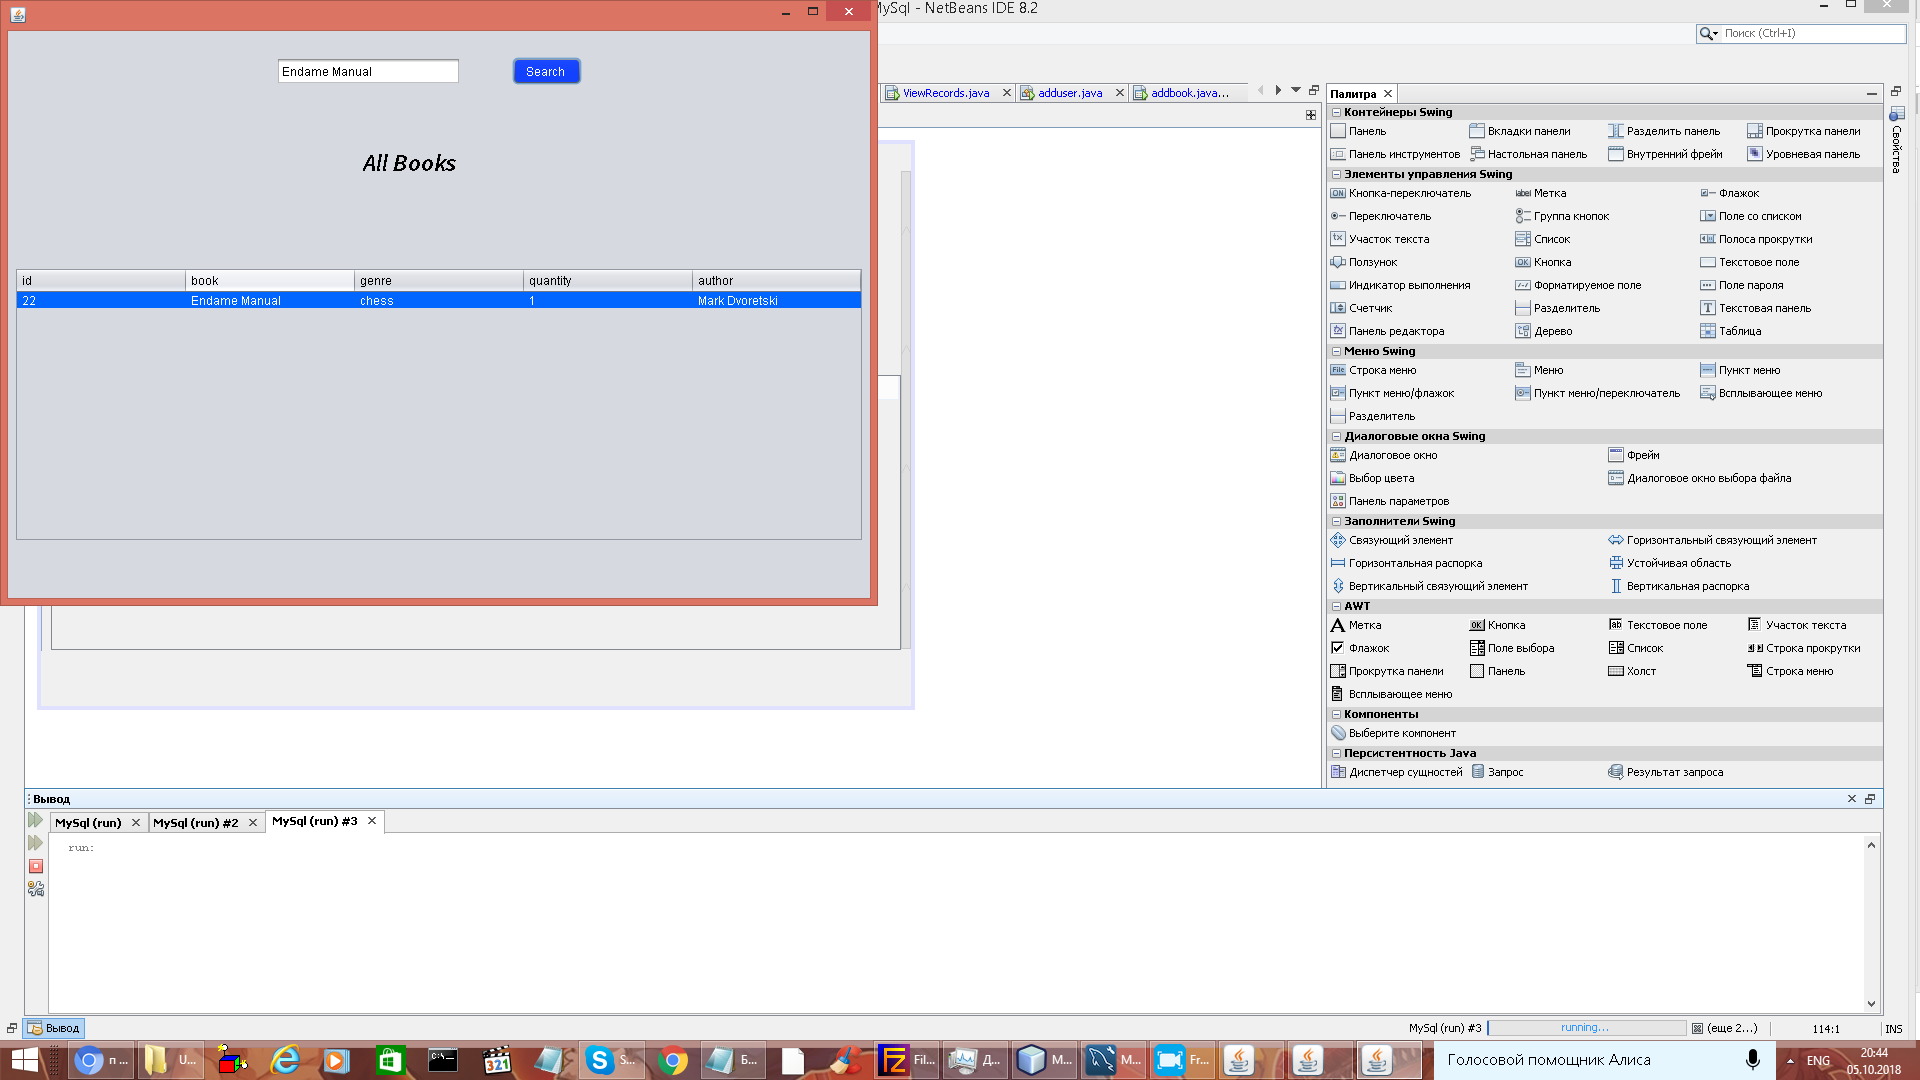 MySql - NetBeans IDE 8.2
Поиск (Ctrl+I)
Endame Manual
Search
All Books
id book genre quantity author
22 Endame Manual chess 1 Mark Dvoretski
ViewRecords.java adduser.java addbook.java...
Палитра
Свойства
Контейнеры Swing
Панель Вкладки панели Разделить панель Прокрутка панели
Панель инструментов Настольная панель Внутренний фрейм Уровневая панель
Элементы управления Swing
Кнопка-переключатель label Метка Флажок
Переключатель Группа кнопок Поле со списком
Участок текста Список Полоса прокрутки
Ползунок Кнопка Текстовое поле
Индикатор выполнения Форматируемое поле Поле пароля
Счетчик Разделитель Текстовая панель
Панель редактора Дерево Таблица
Меню Swing
Строка меню Меню Пункт меню
Пункт меню/флажок Пункт меню/переключатель Всплывающее меню
Разделитель
Диалоговые окна Swing
Диалоговое окно Фрейм
Выбор цвета Диалоговое окно выбора файла
Панель параметров
Заполнители Swing
Связующий элемент Горизонтальный связующий элемент
Горизонтальная распорка Устойчивая область
Вертикальный связующий элемент Вертикальная распорка
AWT
Метка Кнопка Текстовое поле Участок текста
Флажок Поле выбора Список Строка прокрутки
Прокрутка панели Панель Холст Строка меню
Всплывающее меню
Компоненты
Выберите компонент
Персистентность Java
Диспетчер сущностей Запрос Результат запроса
Вывод
MySql (run) MySql (run) #2 MySql (run) #3
run:
Вывод
MySql (run) #3 running... (еще 2...) 114:1 INS
п ... U... S... Б... Fil... Д... M... M... Fr...
Голосовой помощник Алиса
ENG
20:44
05.10.2018